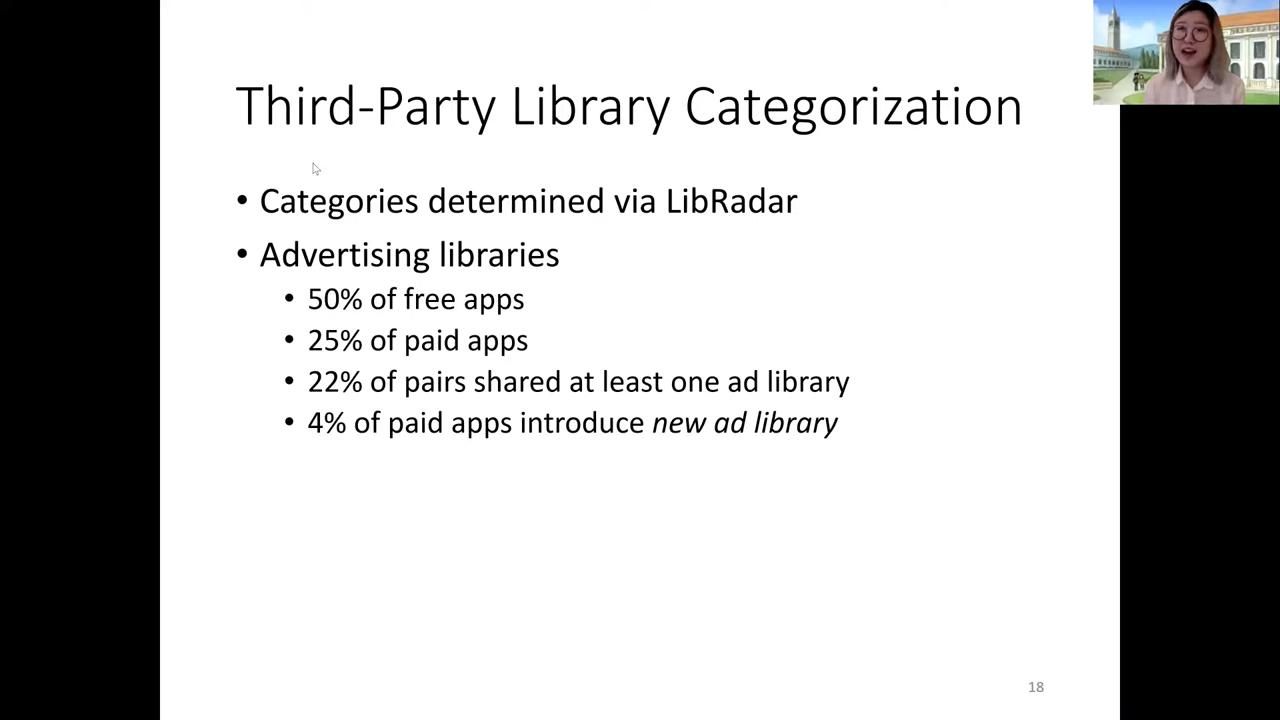 Third-Party Library Categorization
• Categories determined via LibRadar
• Advertising libraries
• 50% of free apps
• 25% of paid apps
• 22% of pairs shared at least one ad library
• 4% of paid apps introduce new ad library
18